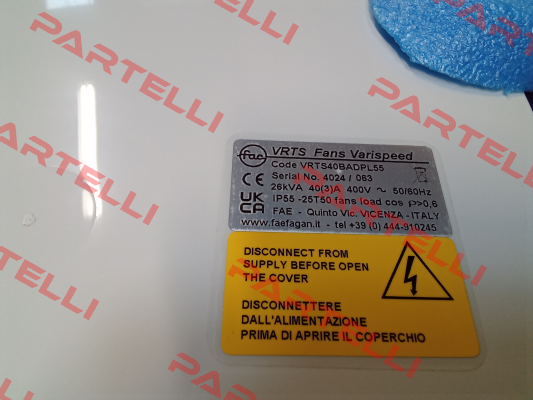 PARTELLI
PARTELLI
PARTELLI
PARTELLI
PARTELLI
fae
VRTS Fans Varispeed
Code VRTS40BADPL55
Serial No. 4024 / 063
26kVA 40(3)A 400V ~ 50/60Hz
IP55 -25T50 fans load cos ϼ>0,6
FAE - Quinto Vic. VICENZA - ITALY
www.faefagan.it - tel +39 (0) 444-910245
CE
UK
CA
DISCONNECT FROM
SUPPLY BEFORE OPEN
THE COVER
DISCONNETTERE
DALL'ALIMENTAZIONE
PRIMA DI APRIRE IL COPERCHIO